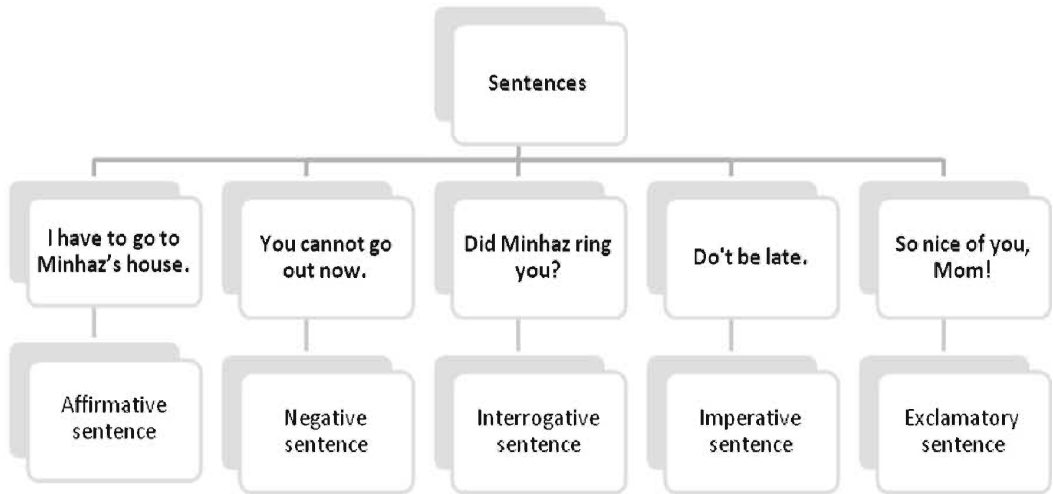 Sentences
I have to go to
Minhaz's house.
You cannot go
out now.
Did Minhaz ring
you?
Do't be late.
So nice of you,
Mom!
Affirmative
sentence
Negative
sentence
Interrogative
sentence
Imperative
sentence
Exclamatory
sentence